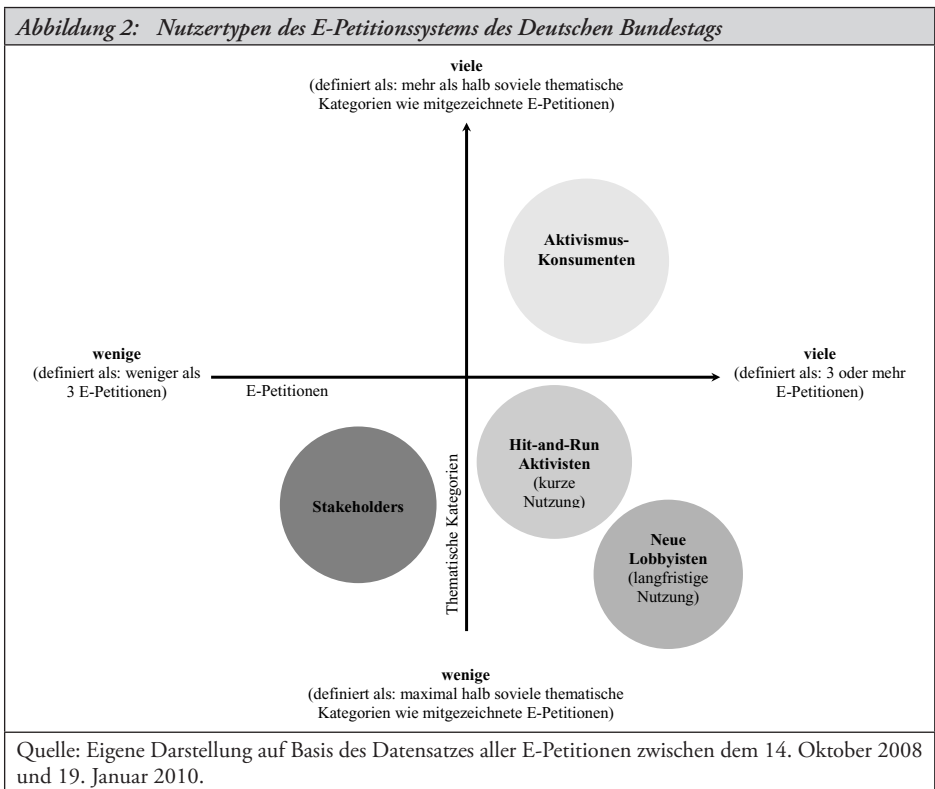 Abbildung 2: Nutzertypen des E-Petitionssystems des Deutschen Bundestags
viele
(definiert als: mehr als halb soviele thematische
Kategorien wie mitgezeichnete E-Petitionen)
Aktivismus-
Konsumenten
wenige
(definiert als: weniger als
3 E-Petitionen)
E-Petitionen
viele
(definiert als: 3 oder mehr
E-Petitionen)
Thematische Kategorien
Stakeholders
Hit-and-Run
Aktivisten
(kurze
Nutzung)
Neue
Lobbyisten
(langfristige
Nutzung)
wenige
(definiert als: maximal halb soviele thematische
Kategorien wie mitgezeichnete E-Petitionen)
Quelle: Eigene Darstellung auf Basis des Datensatzes aller E-Petitionen zwischen dem 14. Oktober 2008
und 19. Januar 2010.